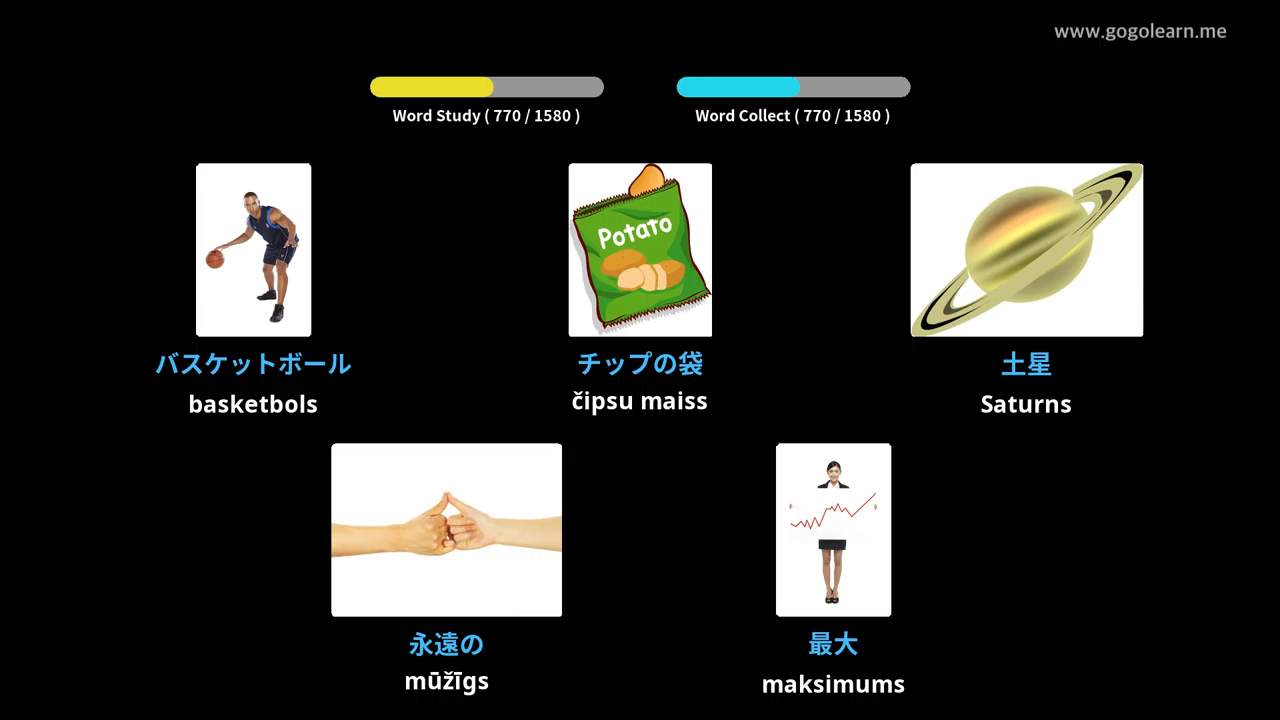 www.gogolearn.me
Word Study ( 770 / 1580 )
Word Collect ( 770 / 1580 )
Potato
バスケットボール
チップの袋
土星
basketbols
čipsu maiss
Saturns
永遠の
最大
mūžīgs
maksimums